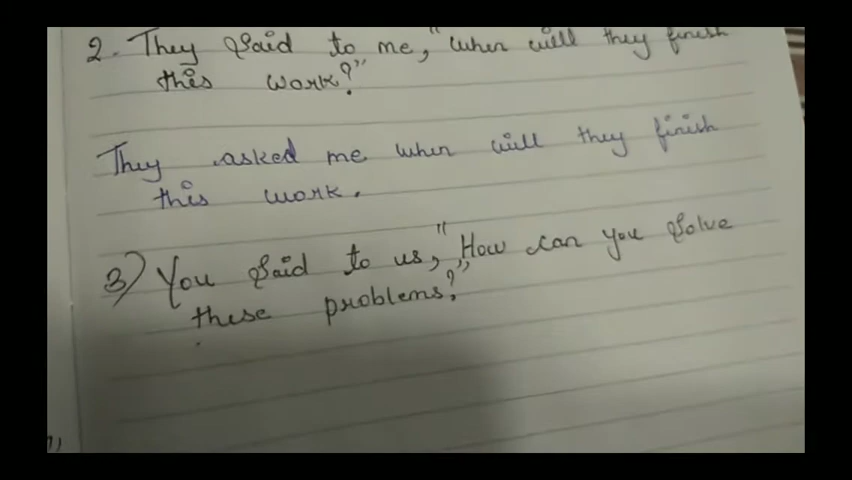 2. They said to me, "when will they finish
this work?"
They asked me when will they finish
this work.
3) You said to us, "How can you solve
these problems?"